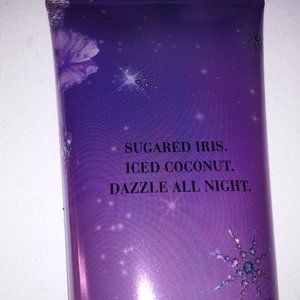 SUGARED IRIS.
ICED COCONUT.
DAZZLE ALL NIGHT.